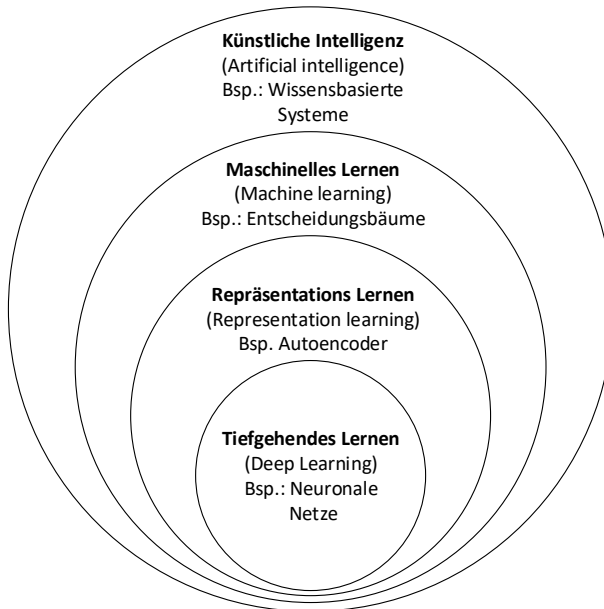 Künstliche Intelligenz
(Artificial intelligence)
Bsp.: Wissensbasierte
Systeme
Maschinelles Lernen
(Machine learning)
Bsp.: Entscheidungsbäume
Repräsentations Lernen
(Representation learning)
Bsp. Autoencoder
Tiefgehendes Lernen
(Deep Learning)
Bsp.: Neuronale
Netze